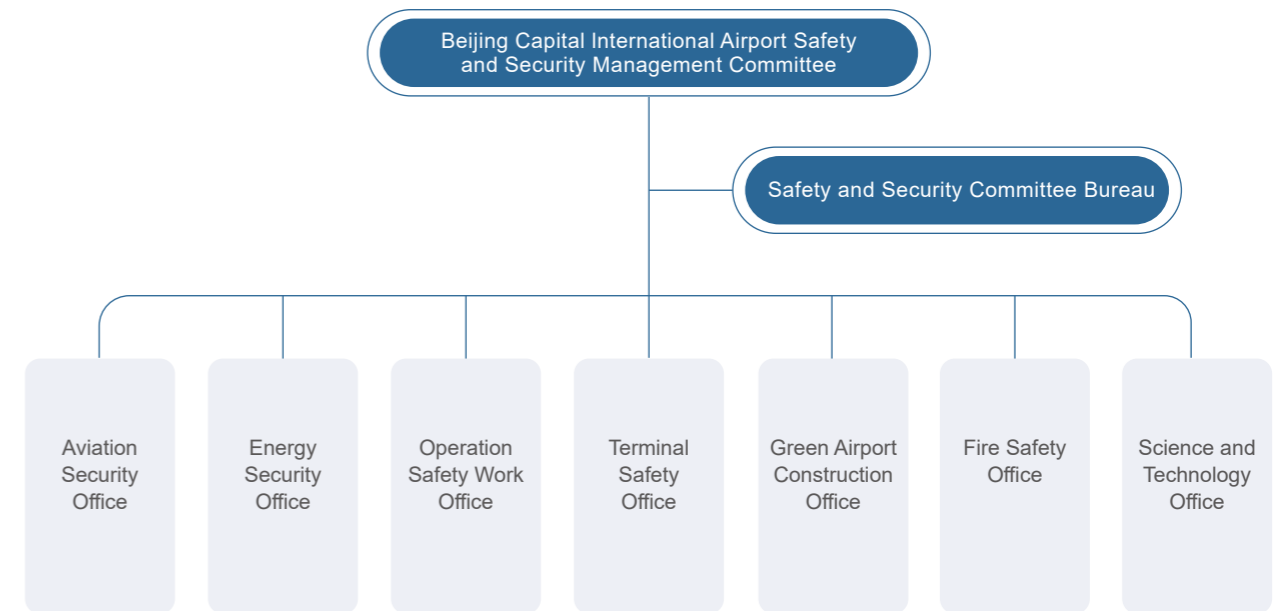 Beijing Capital International Airport Safety
and Security Management Committee
Safety and Security Committee Bureau
Aviation
Security
Office
Energy
Security
Office
Operation
Safety Work
Office
Terminal
Safety
Office
Green Airport
Construction
Office
Fire Safety
Office
Science and
Technology
Office